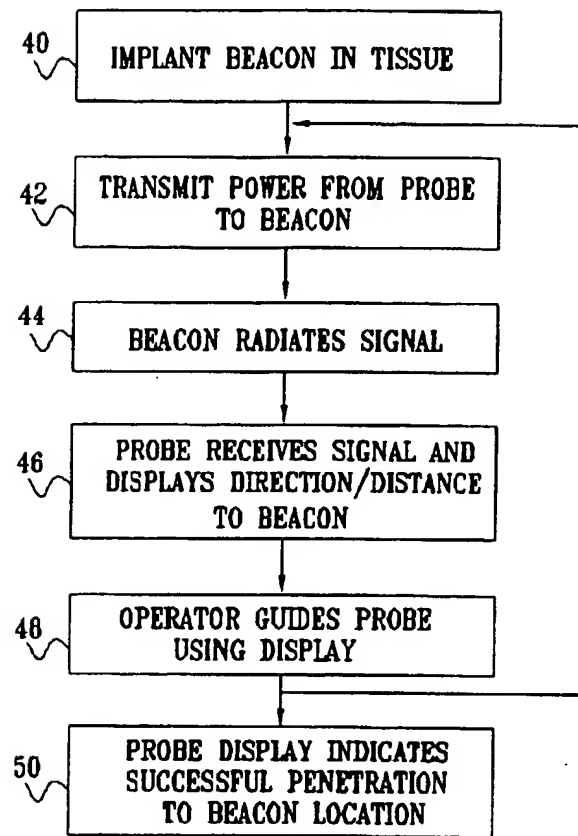 40
IMPLANT BEACON IN TISSUE
42
TRANSMIT POWER FROM PROBE
TO BEACON
44
BEACON RADIATES SIGNAL
46
PROBE RECEIVES SIGNAL AND
DISPLAYS DIRECTION/DISTANCE
TO BEACON
48
OPERATOR GUIDES PROBE
USING DISPLAY
50
PROBE DISPLAY INDICATES
SUCCESSFUL PENETRATION
TO BEACON LOCATION